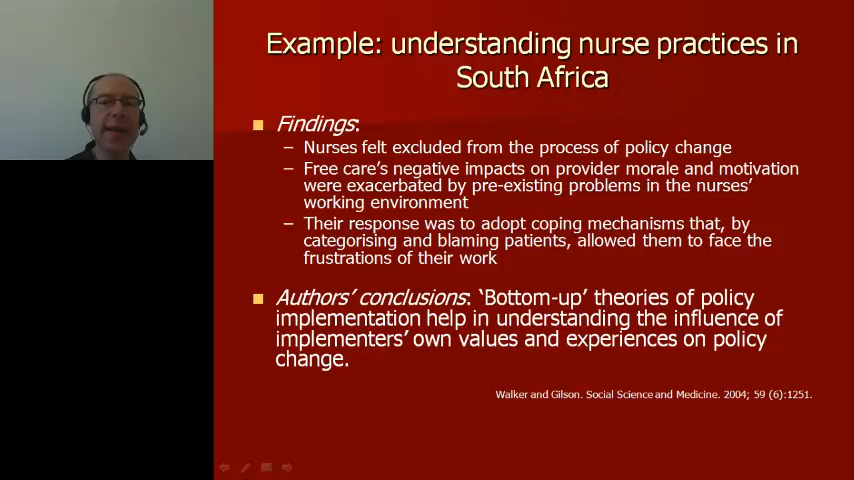 Example: understanding nurse practices in
South Africa
Findings:
– Nurses felt excluded from the process of policy change
– Free care's negative impacts on provider morale and motivation
were exacerbated by pre-existing problems in the nurses'
working environment
– Their response was to adopt coping mechanisms that, by
categorising and blaming patients, allowed them to face the
frustrations of their work
Authors' conclusions: 'Bottom-up' theories of policy
implementation help in understanding the influence of
implementers' own values and experiences on policy
change.
Walker and Gilson. Social Science and Medicine. 2004; 59 (6):1251.